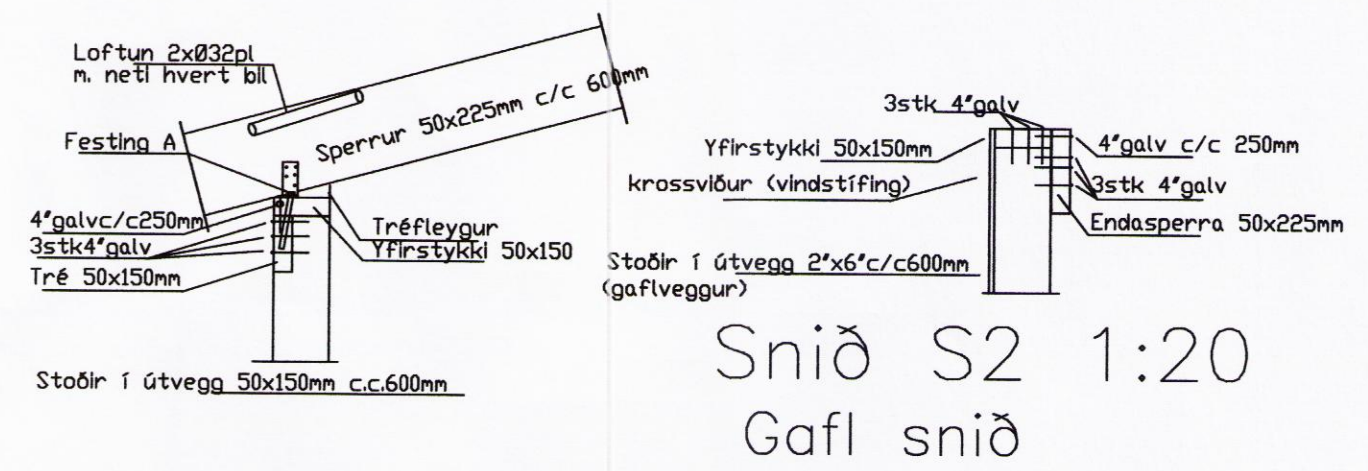 Loftun 2xØ32pl
m. neti hvert bil
Sperrur 50x225mm c/c 600mm
Festing A
4"galvc/c250mm
3stk4"galv
Tré 50x150mm
Tréfleygur
Yfirstykki 50x150
Stoðir í útvegg 50x150mm c.c.600mm
3stk 4"galv
Yfirstykki 50x150mm
4"galv c/c 250mm
krossviður (vindstífing)
3stk 4"galv
Endasperra 50x225mm
Stoðir í útvegg 2"x6"c/c600mm
(gaflveggur)
Snið S2 1:20
Gafl snið